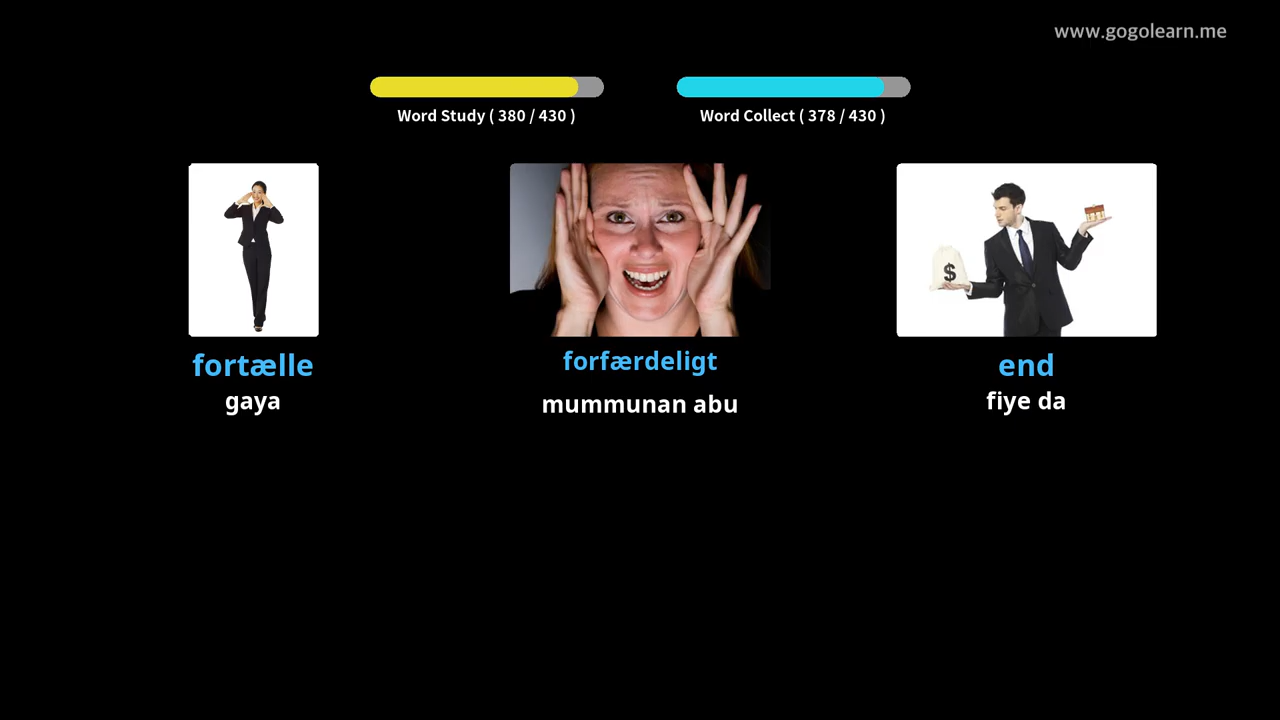 www.gogolearn.me
Word Study ( 380 / 430 )
Word Collect ( 378 / 430 )
$
fortælle
gaya
forfærdeligt
mummunan abu
end
fiye da